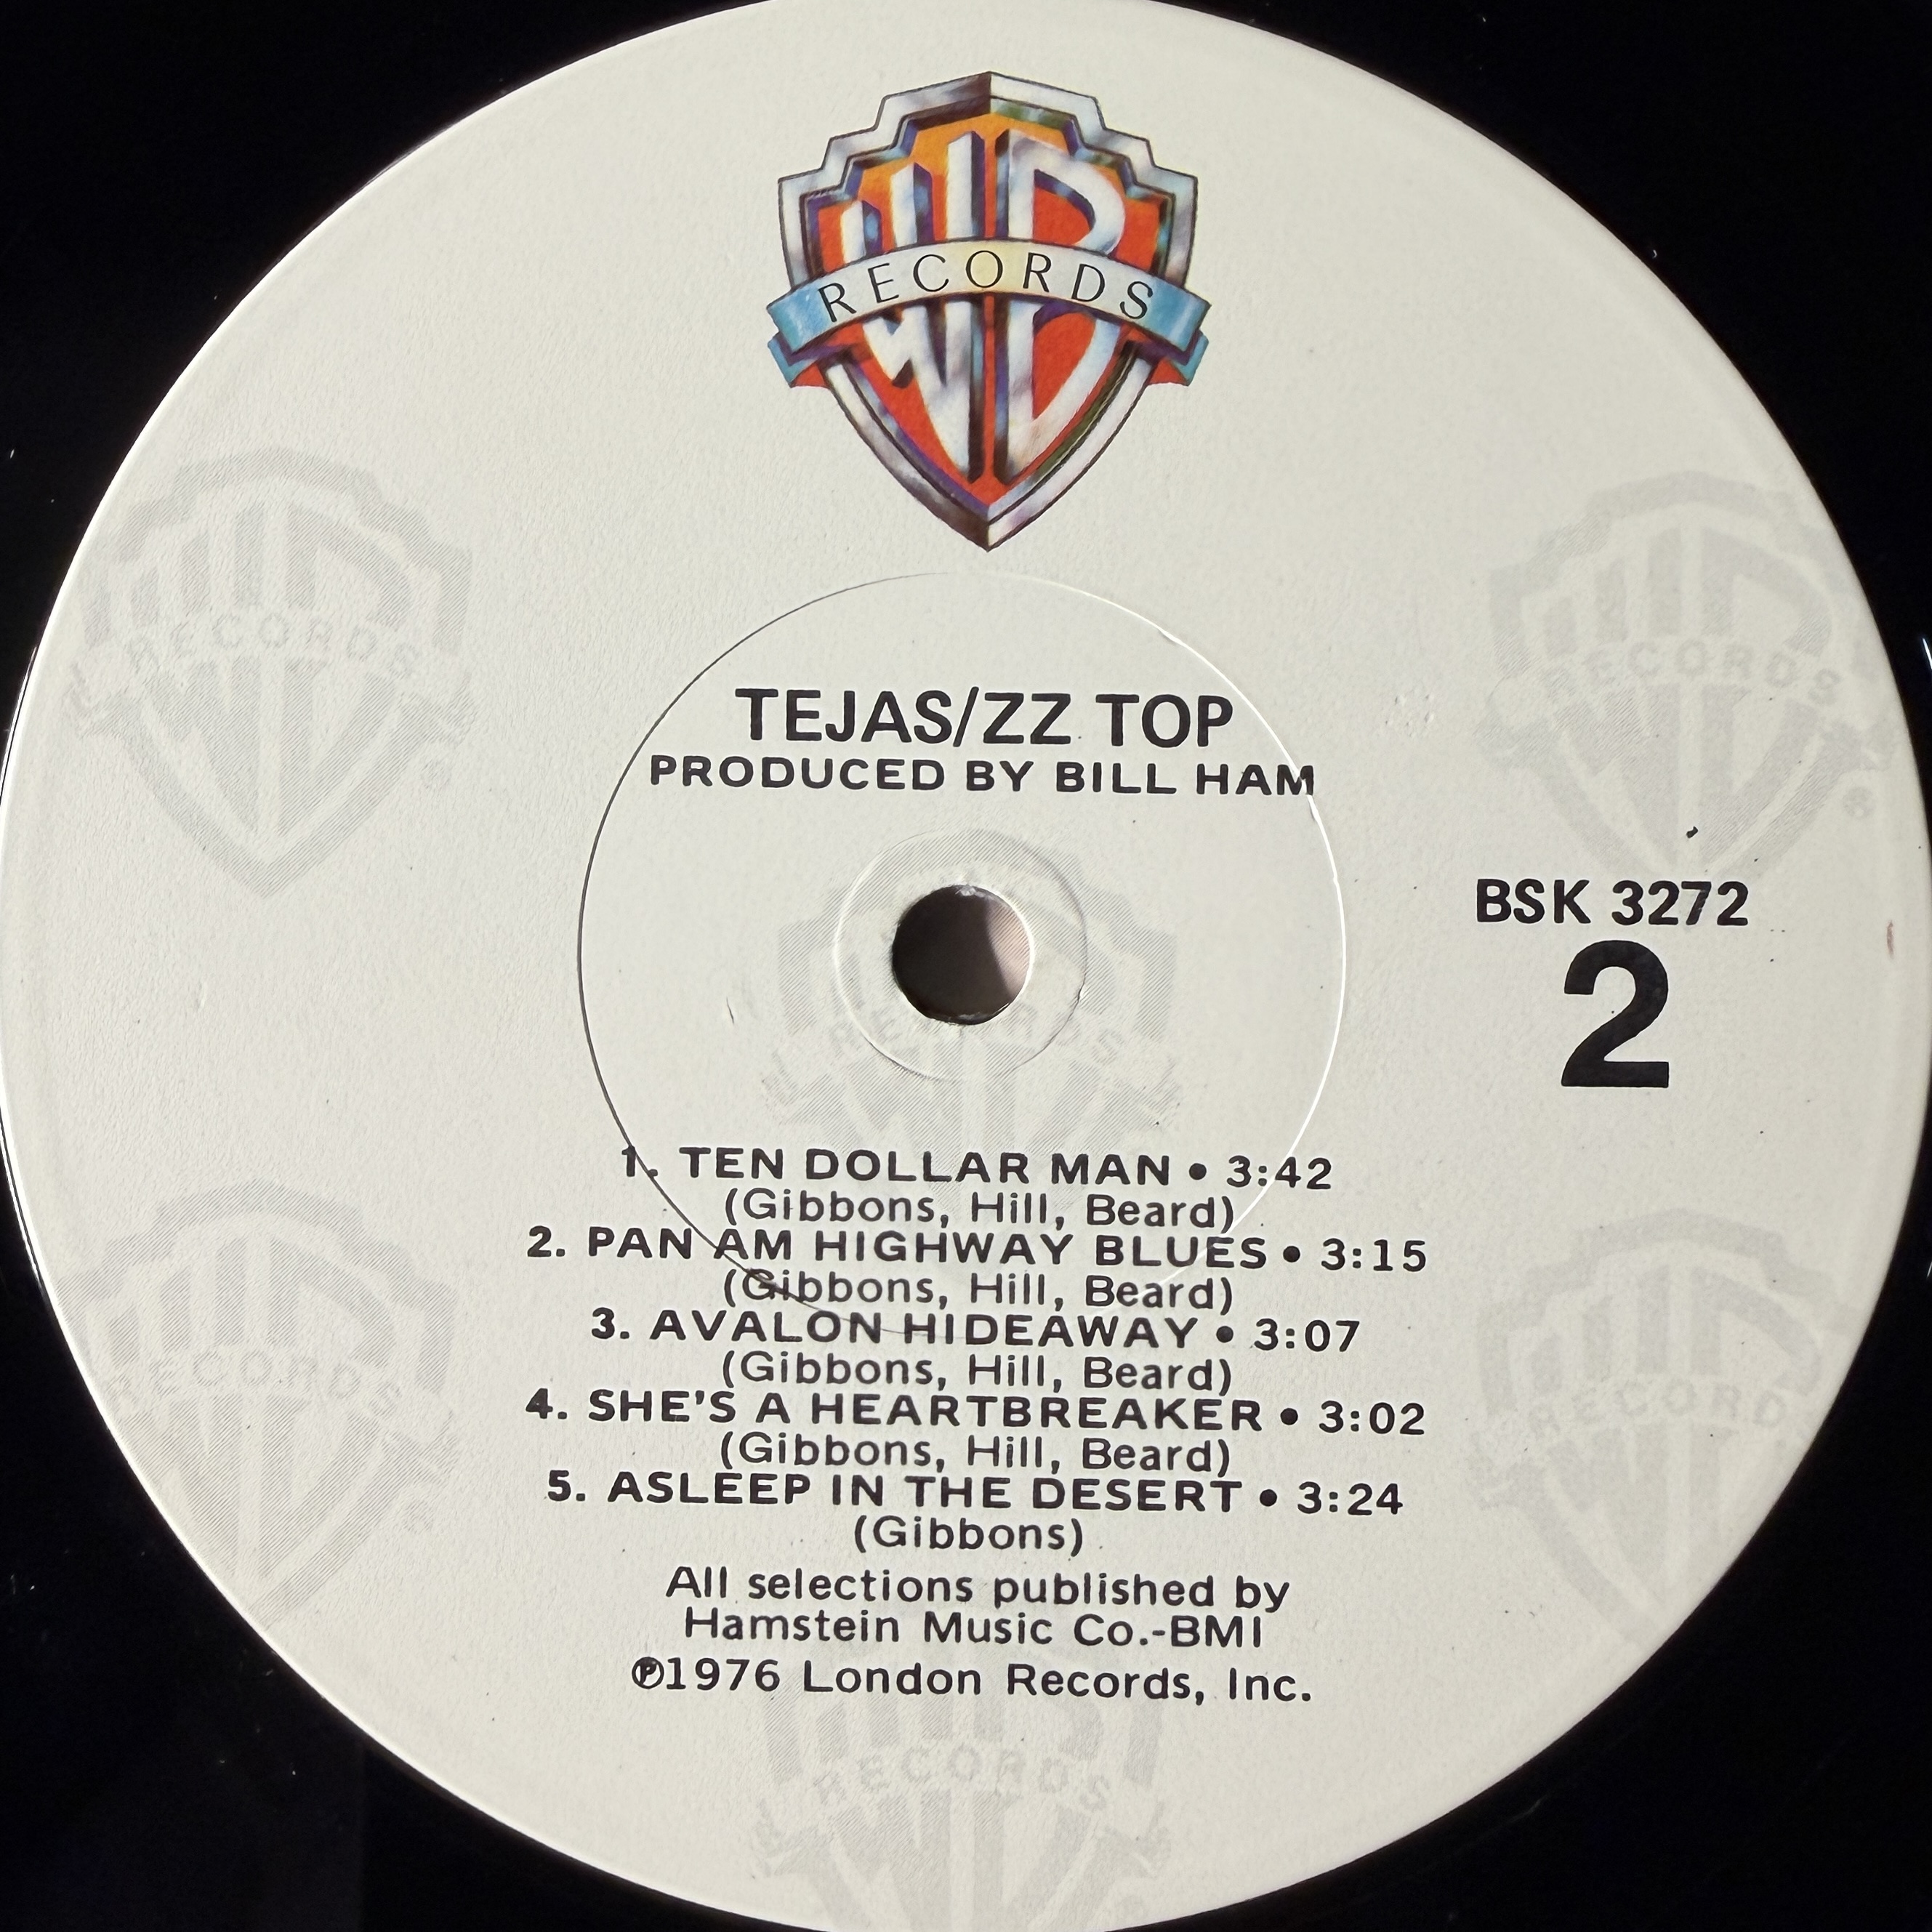 WB
RECORDS
TEJAS/ZZ TOP
PRODUCED BY BILL HAM
BSK 3272
2
1. TEN DOLLAR MAN • 3:42
(Gibbons, Hill, Beard)
2. PAN AM HIGHWAY BLUES • 3:15
(Gibbons, Hill, Beard)
3. AVALON HIDEAWAY • 3:07
(Gibbons, Hill, Beard)
4. SHE'S A HEARTBREAKER • 3:02
(Gibbons, Hill, Beard)
5. ASLEEP IN THE DESERT • 3:24
(Gibbons)
All selections published by
Hamstein Music Co.-BMI
℗1976 London Records, Inc.